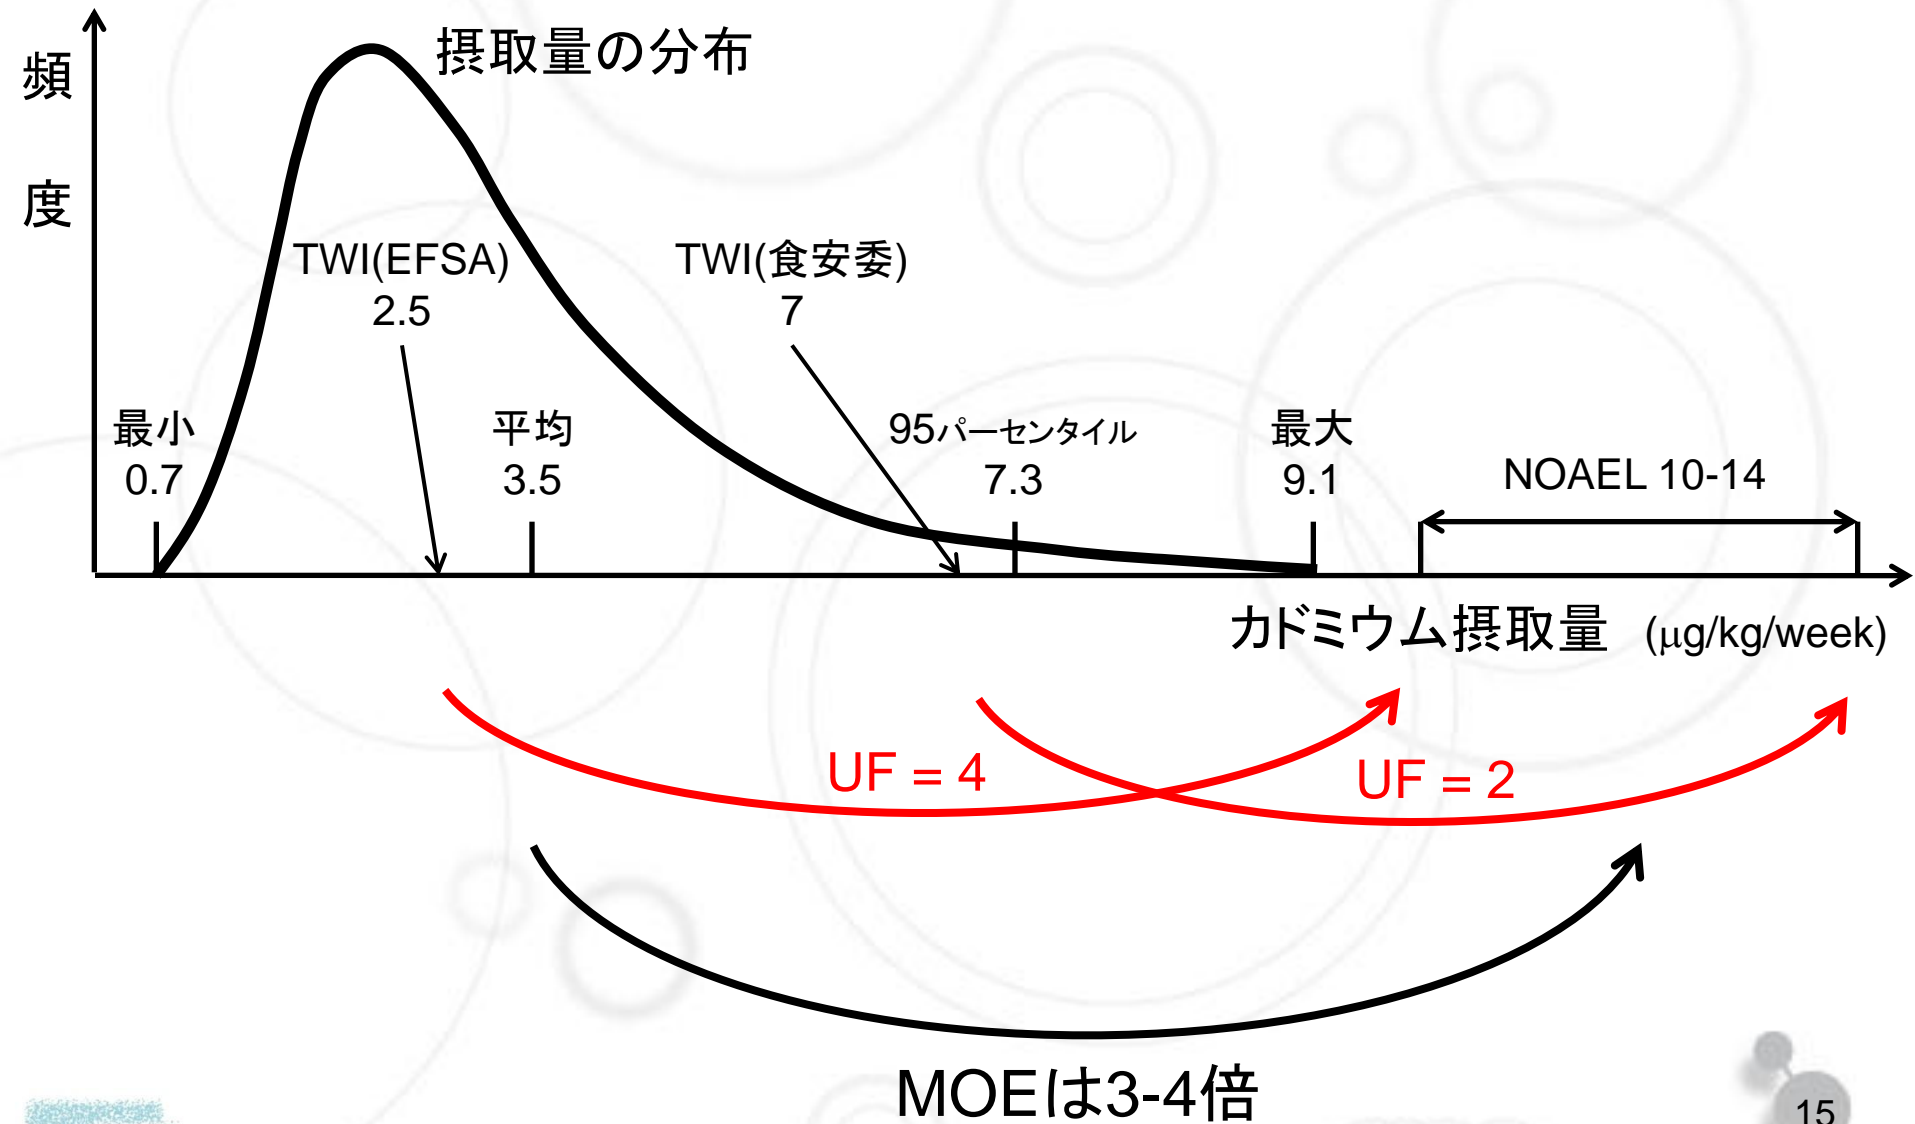 摂取量の分布
頻
度
TWI(EFSA)
2.5
TWI(食安委)
7
最小
0.7
平均
3.5
95パーセンタイル
7.3
最大
9.1
NOAEL 10-14
カドミウム摂取量 (μg/kg/week)
UF = 4
UF = 2
MOEは3-4倍
15